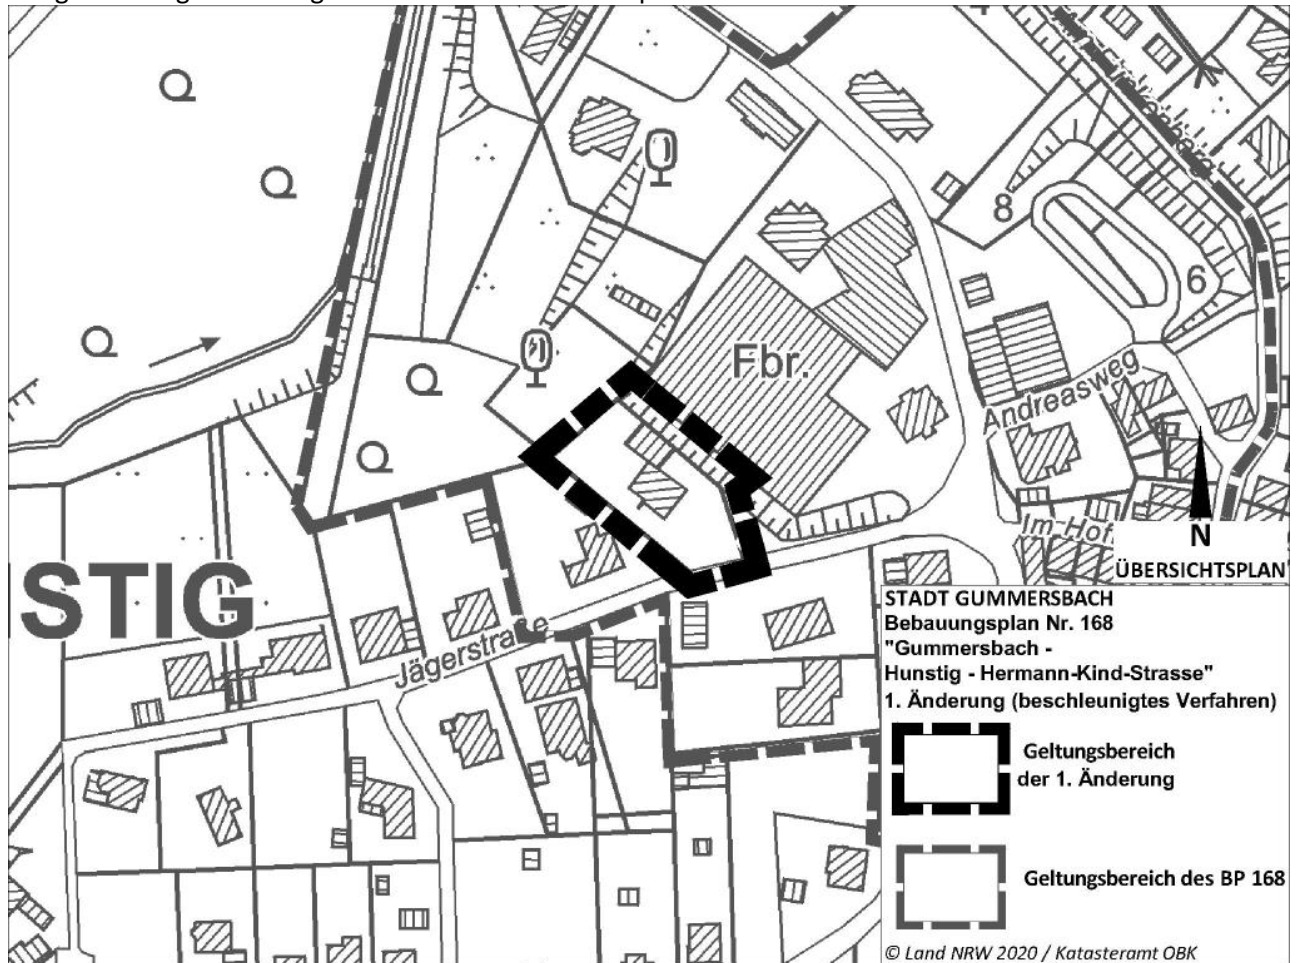 8
6
Fbr.
Andreasweg
Im-Hof
STIG
Jägerstraße
N
ÜBERSICHTSPLAN
STADT GUMMERSBACH
Bebauungsplan Nr. 168
"Gummersbach -
Hunstig - Hermann-Kind-Strasse"
1. Änderung (beschleunigtes Verfahren)
Geltungsbereich
der 1. Änderung
Geltungsbereich des BP 168
© Land NRW 2020 / Katasteramt OBK